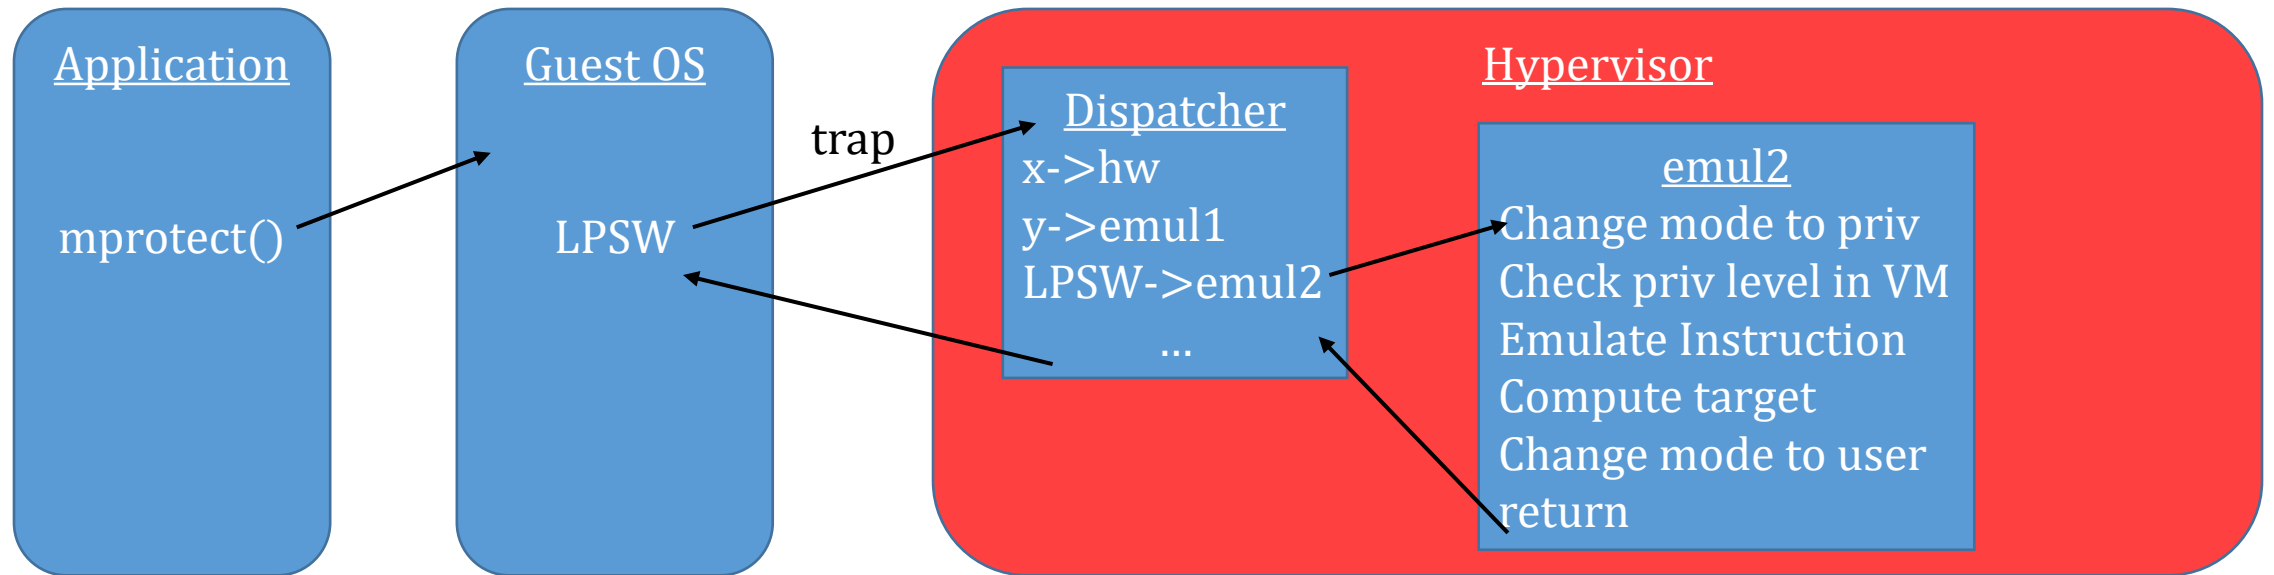 Application
mprotect()
Guest OS
LPSW
trap
Hypervisor
Dispatcher
x->hw
y->emul1
LPSW->emul2
...
emul2
Change mode to priv
Check priv level in VM
Emulate Instruction
Compute target
Change mode to user
return